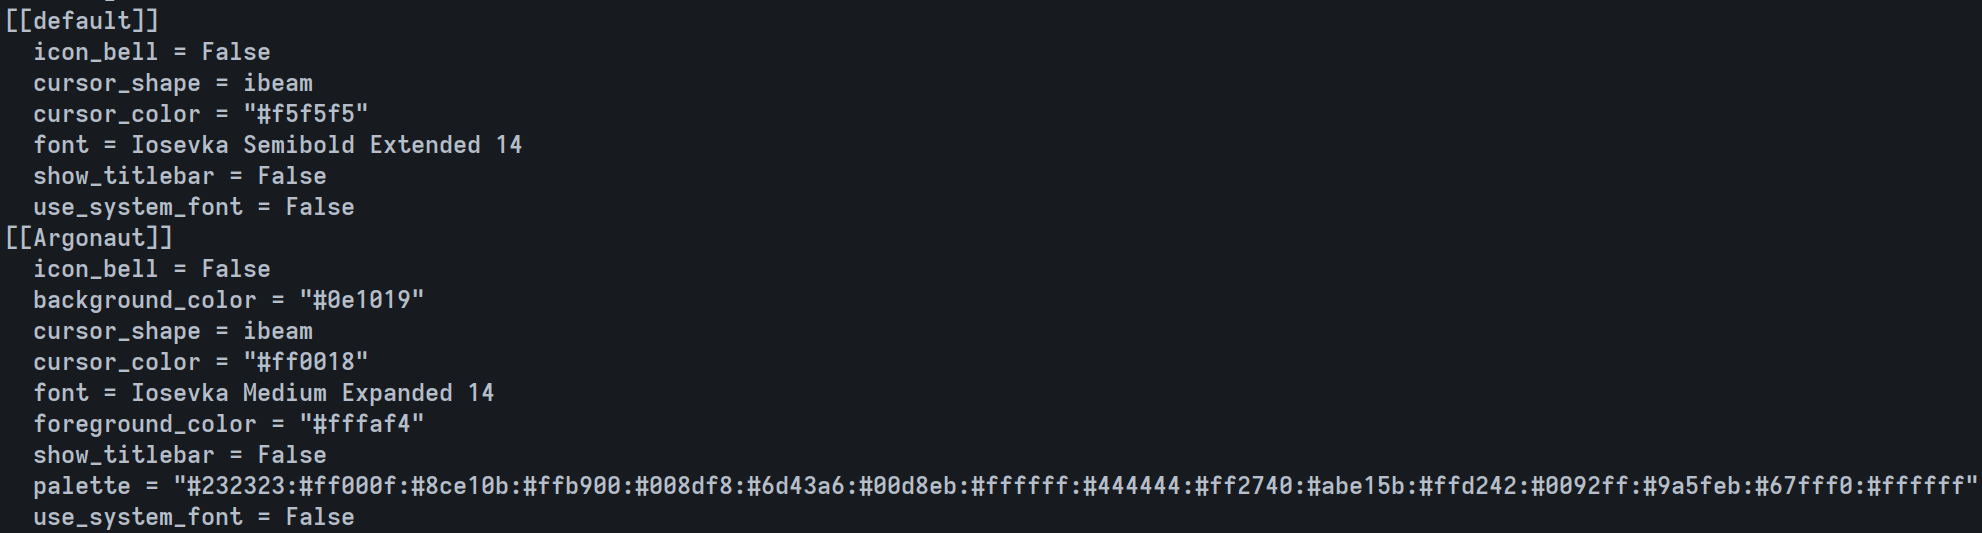 [[default]]
  icon_bell = False
  cursor_shape = ibeam
  cursor_color = "#f5f5f5"
  font = Iosevka Semibold Extended 14
  show_titlebar = False
  use_system_font = False
[[Argonaut]]
  icon_bell = False
  background_color = "#0e1019"
  cursor_shape = ibeam
  cursor_color = "#ff0018"
  font = Iosevka Medium Expanded 14
  foreground_color = "#fffaf4"
  show_titlebar = False
  palette = "#232323:#ff000f:#8ce10b:#ffb900:#008df8:#6d43a6:#00d8eb:#ffffff:#444444:#ff2740:#abe15b:#ffd242:#0092ff:#9a5feb:#67fff0:#ffffff"
  use_system_font = False